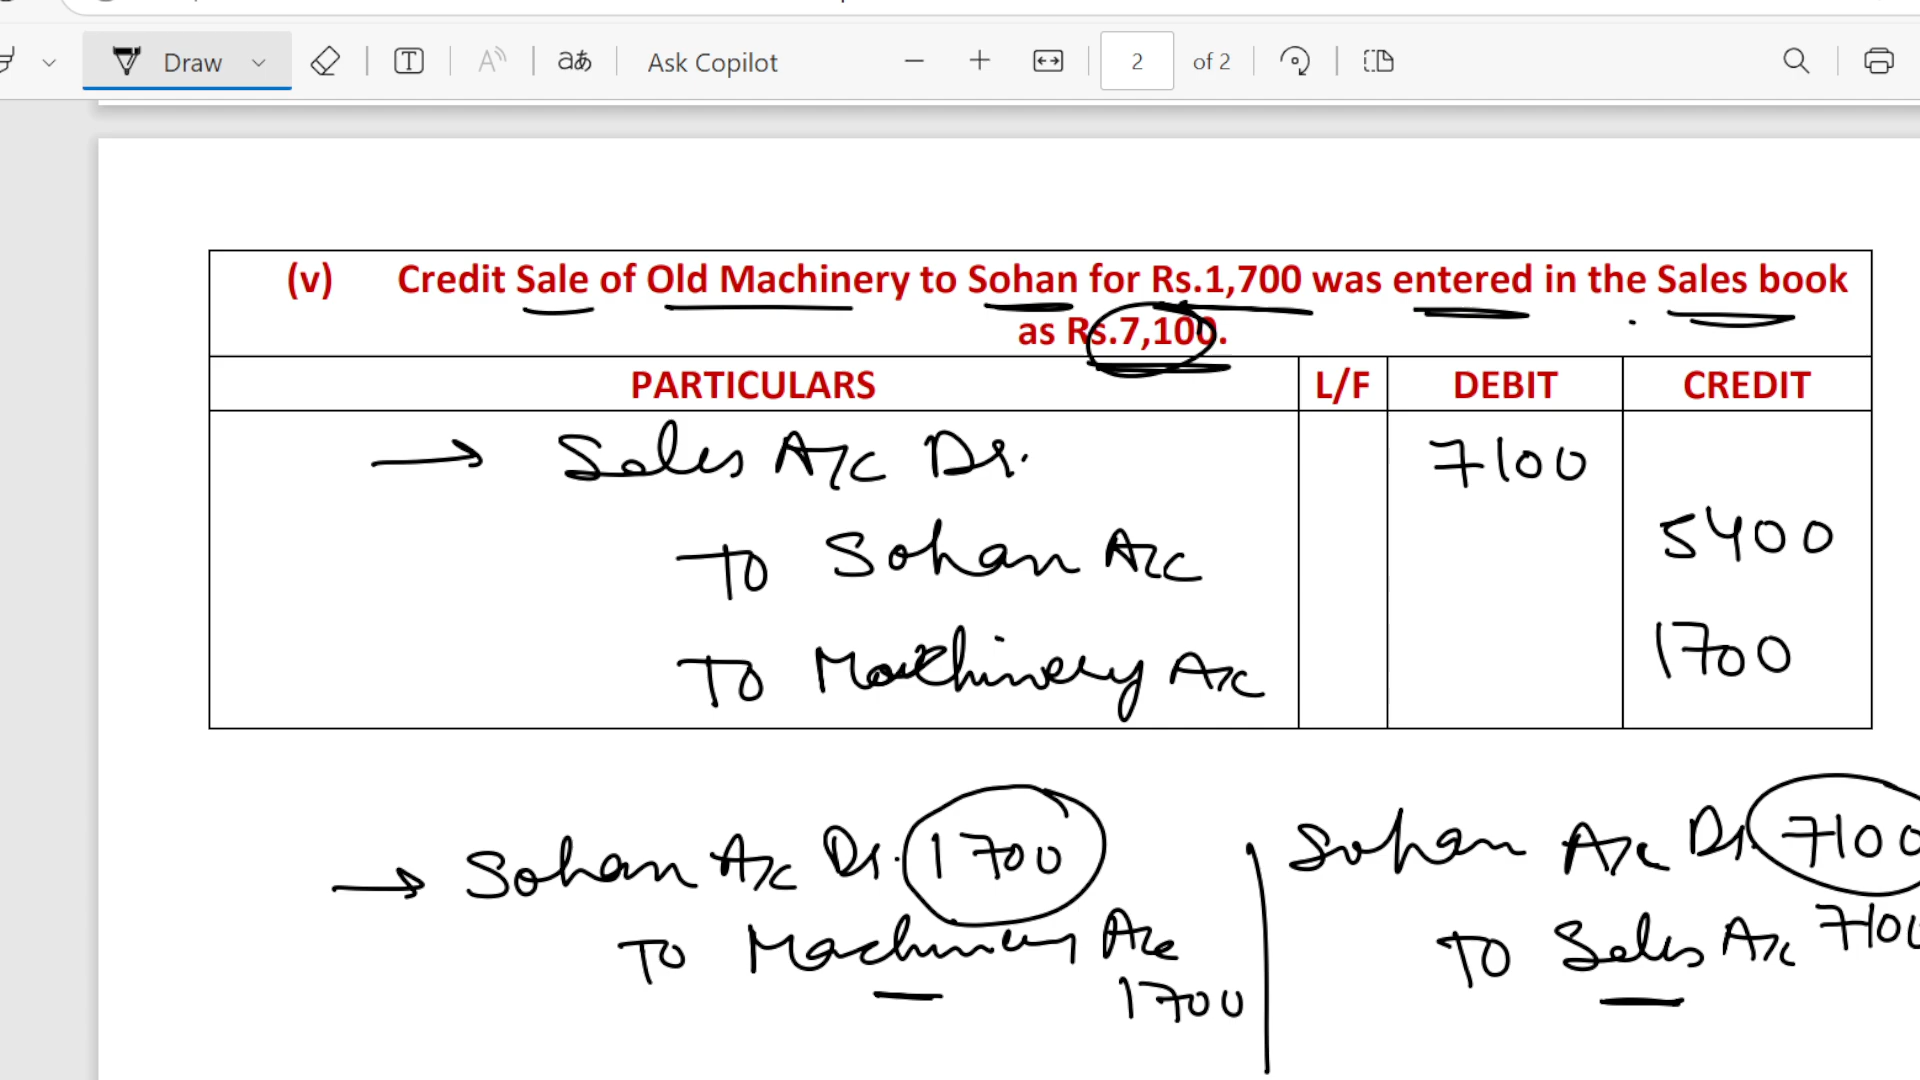 Draw
aあ
Ask Copilot
2
of 2
(v) Credit Sale of Old Machinery to Sohan for Rs.1,700 was entered in the Sales book
as Rs.7,100.
PARTICULARS L/F DEBIT CREDIT
Sales A/c Dr. 7100
To Sohan A/c 5400
To Machinery A/c 1700
Sohan A/c Dr. 1700
To Machinery A/c
1700
Sohan A/c Dr. 7100
To Sales A/c 7100